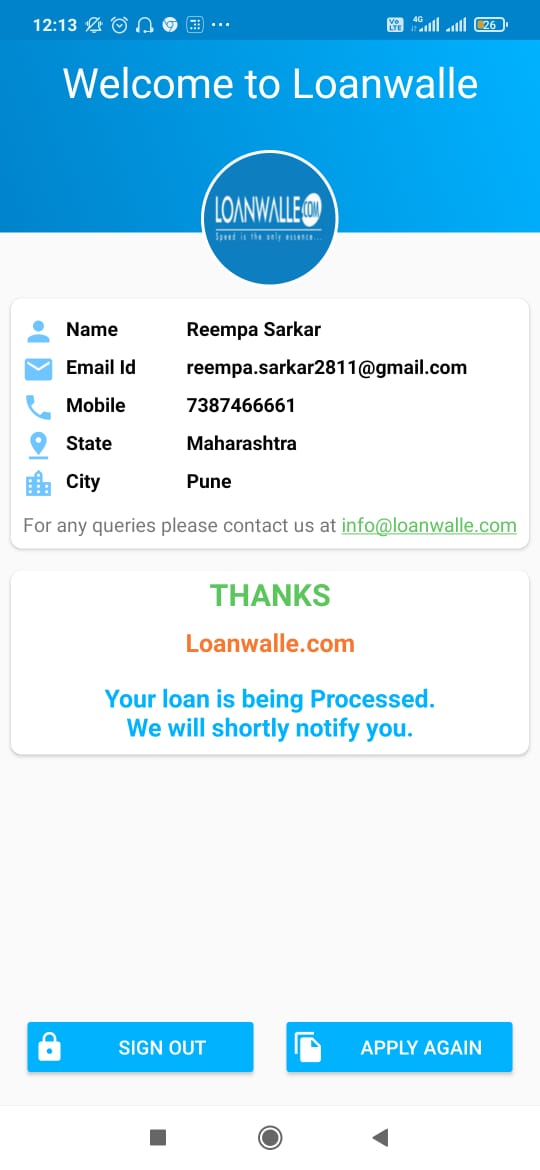 12:13
Vo LTE 4G 26
Welcome to Loanwalle
LOANWALLE.COM
Speed is the only essence...
Name Reempa Sarkar
Email Id reempa.sarkar2811@gmail.com
Mobile 7387466661
State Maharashtra
City Pune
For any queries please contact us at info@loanwalle.com
THANKS
Loanwalle.com
Your loan is being Processed.
We will shortly notify you.
SIGN OUT
APPLY AGAIN